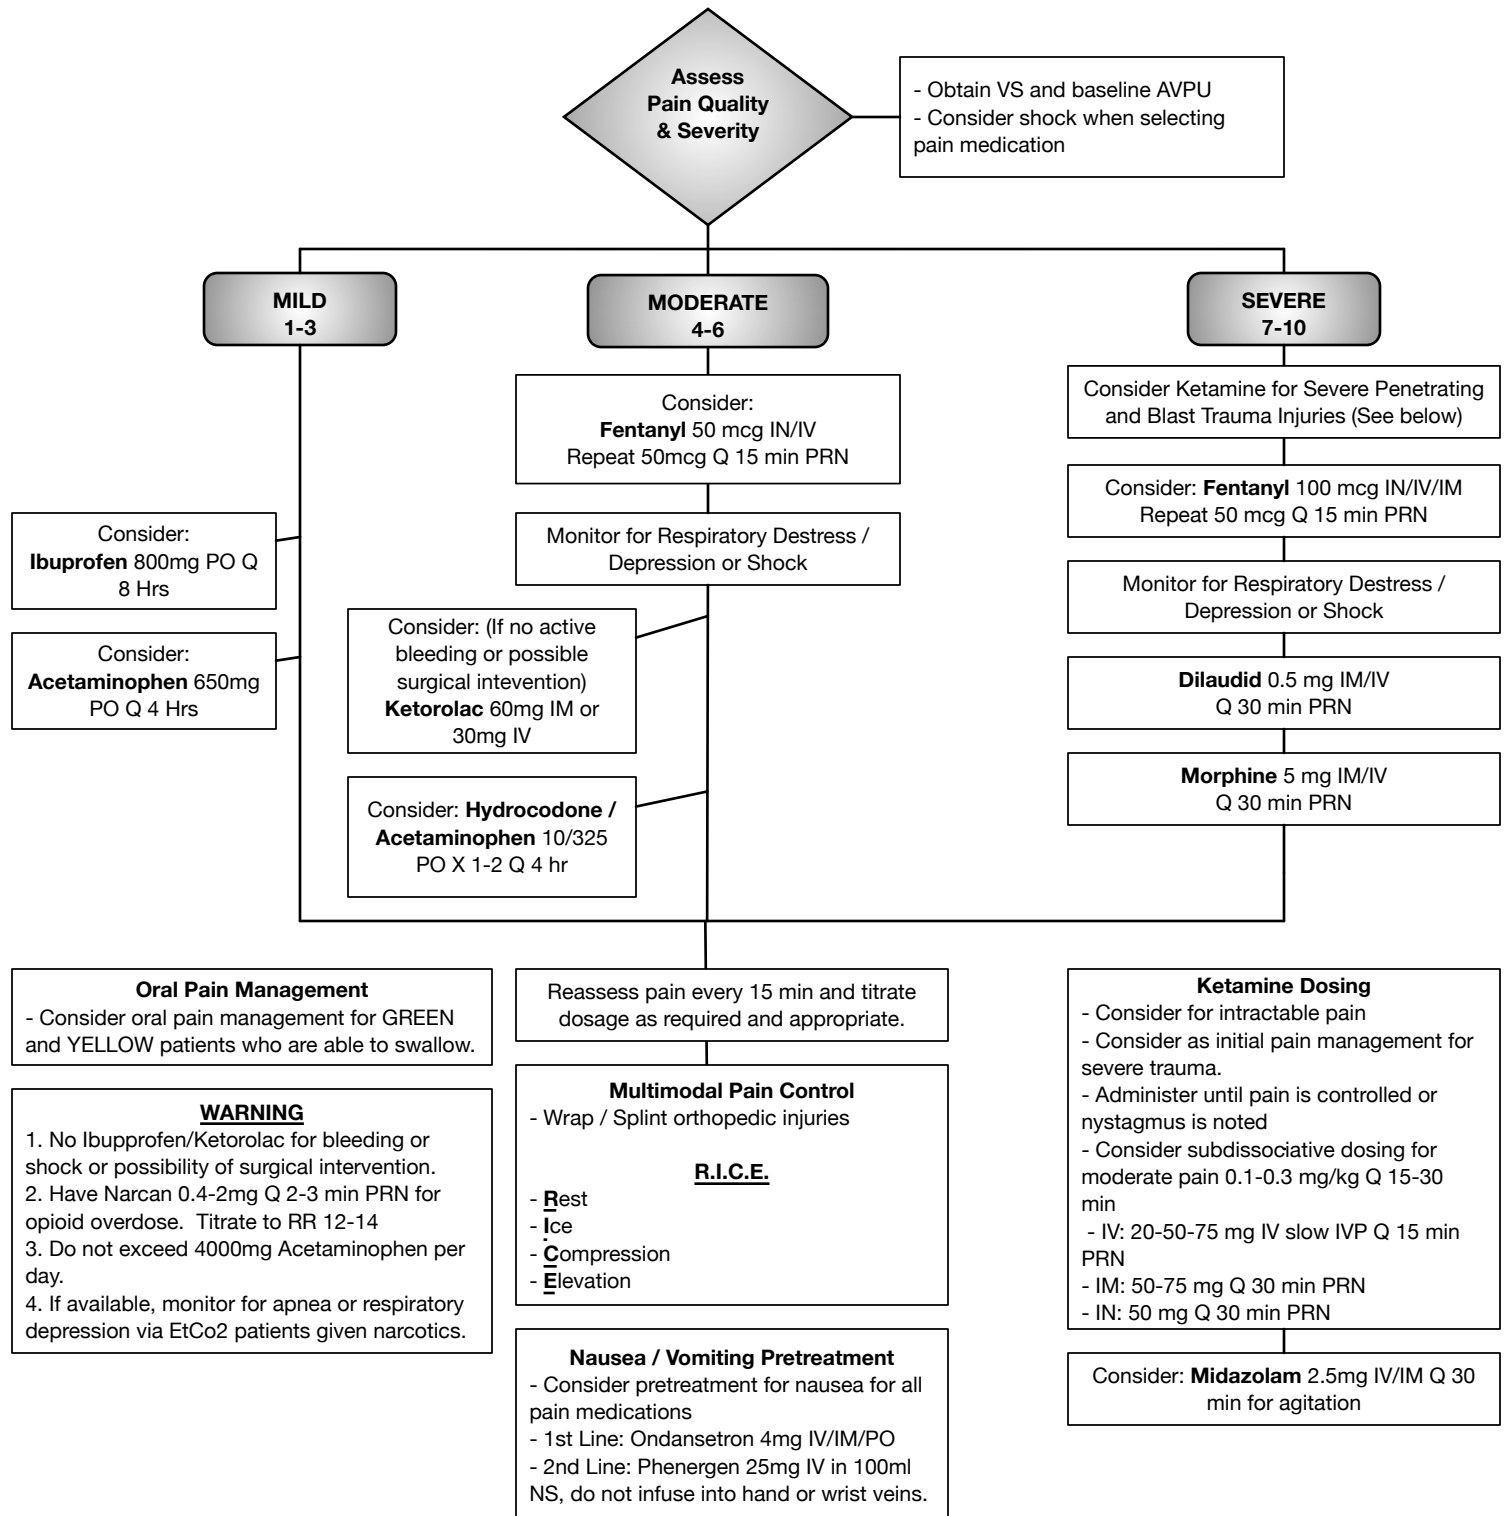 Assess
Pain Quality
& Severity
- Obtain VS and baseline AVPU
- Consider shock when selecting
pain medication
MILD
1-3
MODERATE
4-6
SEVERE
7-10
Consider:
Ibuprofen 800mg PO Q
8 Hrs
Consider:
Acetaminophen 650mg
PO Q 4 Hrs
Consider:
Fentanyl 50 mcg IN/IV
Repeat 50mcg Q 15 min PRN
Monitor for Respiratory Destress /
Depression or Shock
Consider: (If no active
bleeding or possible
surgical intevention)
Ketorolac 60mg IM or
30mg IV
Consider: Hydrocodone /
Acetaminophen 10/325
PO X 1-2 Q 4 hr
Consider Ketamine for Severe Penetrating
and Blast Trauma Injuries (See below)
Consider: Fentanyl 100 mcg IN/IV/IM
Repeat 50 mcg Q 15 min PRN
Monitor for Respiratory Destress /
Depression or Shock
Dilaudid 0.5 mg IM/IV
Q 30 min PRN
Morphine 5 mg IM/IV
Q 30 min PRN
Oral Pain Management
- Consider oral pain management for GREEN
and YELLOW patients who are able to swallow.
WARNING
1. No Ibupprofen/Ketorolac for bleeding or
shock or possibility of surgical intervention.
2. Have Narcan 0.4-2mg Q 2-3 min PRN for
opioid overdose. Titrate to RR 12-14
3. Do not exceed 4000mg Acetaminophen per
day.
4. If available, monitor for apnea or respiratory
depression via EtCo2 patients given narcotics.
Reassess pain every 15 min and titrate
dosage as required and appropriate.
Multimodal Pain Control
- Wrap / Splint orthopedic injuries
R.I.C.E.
- Rest
- Ice
- Compression
- Elevation
Nausea / Vomiting Pretreatment
- Consider pretreatment for nausea for all
pain medications
- 1st Line: Ondansetron 4mg IV/IM/PO
- 2nd Line: Phenergen 25mg IV in 100ml
NS, do not infuse into hand or wrist veins.
Ketamine Dosing
- Consider for intractable pain
- Consider as initial pain management for
severe trauma.
- Administer until pain is controlled or
nystagmus is noted
- Consider subdissociative dosing for
moderate pain 0.1-0.3 mg/kg Q 15-30
min
- IV: 20-50-75 mg IV slow IVP Q 15 min
PRN
- IM: 50-75 mg Q 30 min PRN
- IN: 50 mg Q 30 min PRN
Consider: Midazolam 2.5mg IV/IM Q 30
min for agitation